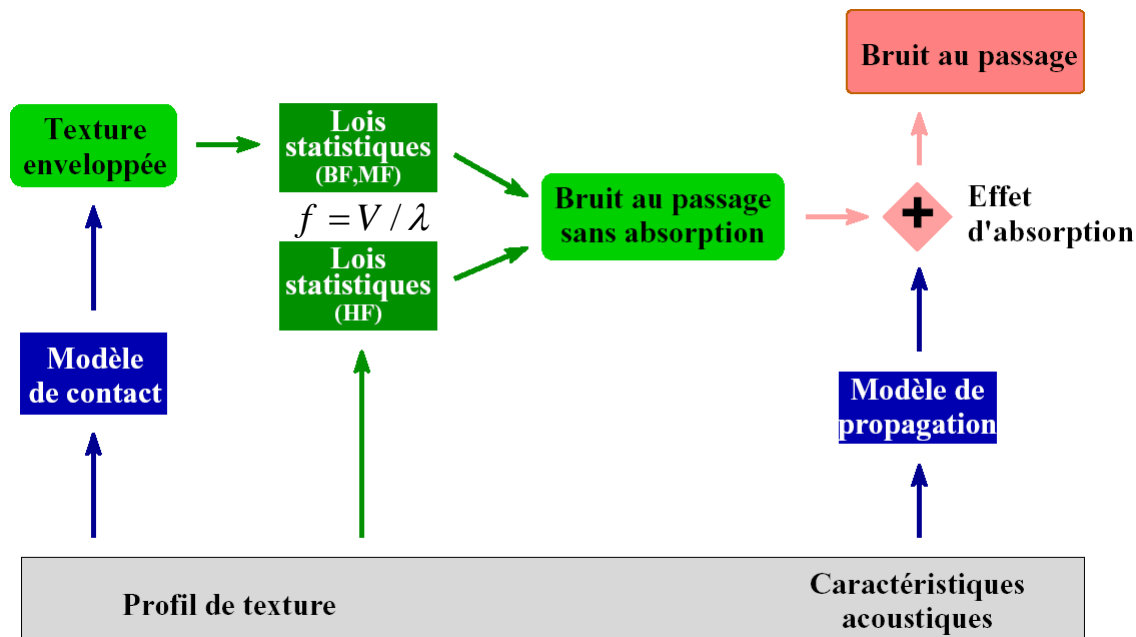 Bruit au passage
Texture
enveloppée
Lois
statistiques
(BF,MF)
f = V / λ
Lois
statistiques
(HF)
Bruit au passage
sans absorption
+
Effet
d'absorption
Modèle
de contact
Modèle de
propagation
Profil de texture
Caractéristiques
acoustiques